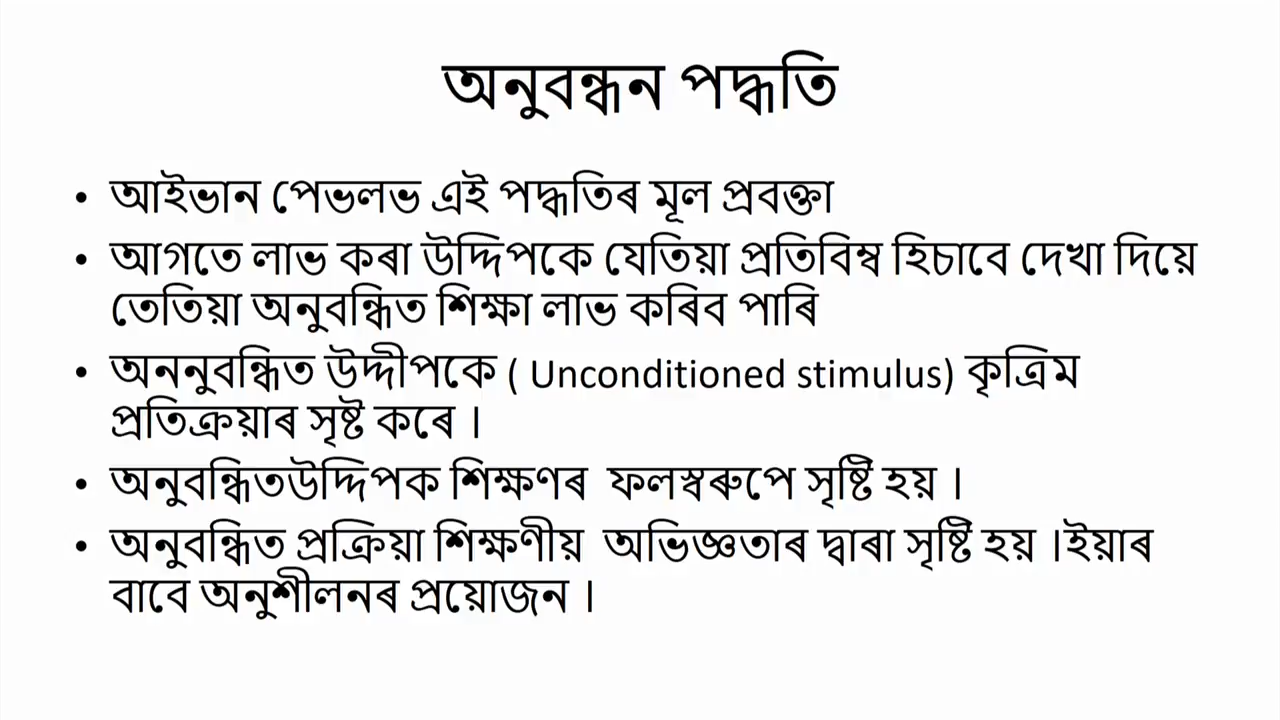 অনুবন্ধন পদ্ধতি
• আইভান পেভলভ এই পদ্ধতিৰ মূল প্ৰবক্তা
• আগতে লাভ কৰা উদ্দিপকে যেতিয়া প্ৰতিবিম্ব হিচাবে দেখা দিয়ে
তেতিয়া অনুবন্ধিত শিক্ষা লাভ কৰিব পাৰি
• অননুবন্ধিত উদ্দীপকে ( Unconditioned stimulus) কৃত্ৰিম
প্ৰতিক্ৰয়াৰ সৃষ্ট কৰে ।
• অনুবন্ধিতউদ্দিপক শিক্ষণৰ ফলস্বৰুপে সৃষ্টি হয় ।
• অনুবন্ধিত প্ৰক্ৰিয়া শিক্ষণীয় অভিজ্ঞতাৰ দ্বাৰা সৃষ্টি হয় ।ইয়াৰ
বাবে অনুশীলনৰ প্ৰয়োজন ।